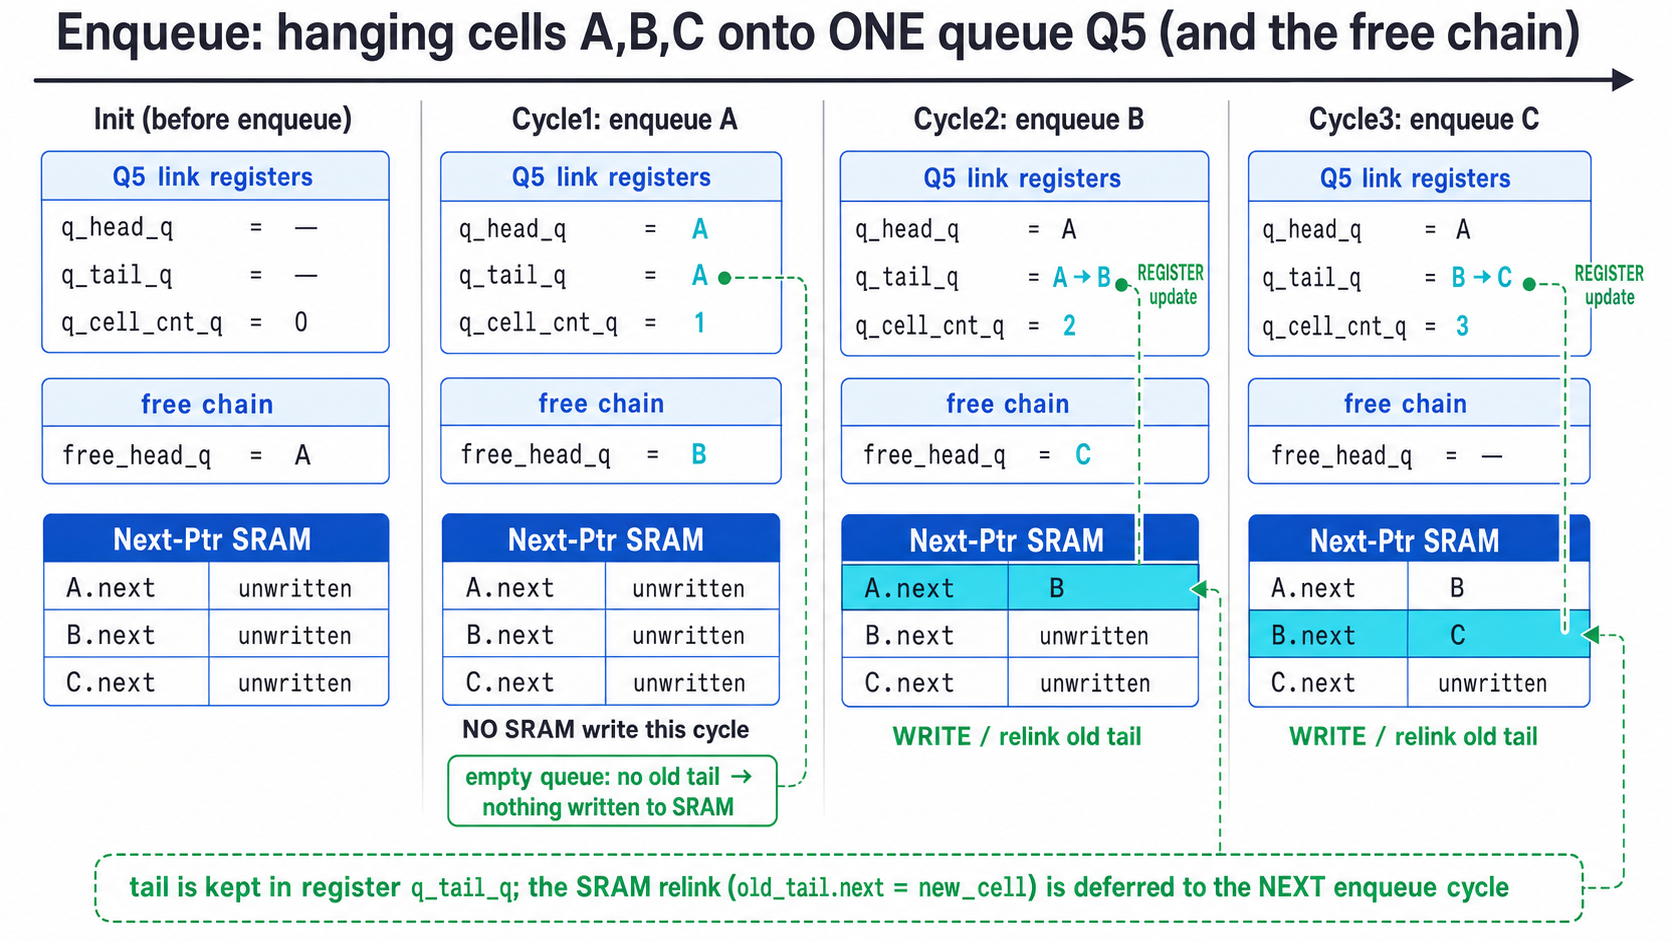 Enqueue: hanging cells A,B,C onto ONE queue Q5 (and the free chain)
Init (before enqueue)
Q5 link registers
q_head_q = —
q_tail_q = —
q_cell_cnt_q = 0
free chain
free_head_q = A
Next-Ptr SRAM
A.next unwritten
B.next unwritten
C.next unwritten
Cycle1: enqueue A
Q5 link registers
q_head_q = A
q_tail_q = A
q_cell_cnt_q = 1
free chain
free_head_q = B
Next-Ptr SRAM
A.next unwritten
B.next unwritten
C.next unwritten
NO SRAM write this cycle
empty queue: no old tail →
nothing written to SRAM
Cycle2: enqueue B
Q5 link registers
q_head_q = A
q_tail_q = A → B
REGISTER
update
q_cell_cnt_q = 2
free chain
free_head_q = C
Next-Ptr SRAM
A.next B
B.next unwritten
C.next unwritten
WRITE / relink old tail
Cycle3: enqueue C
Q5 link registers
q_head_q = A
q_tail_q = B → C
REGISTER
update
q_cell_cnt_q = 3
free chain
free_head_q = —
Next-Ptr SRAM
A.next B
B.next C
C.next unwritten
WRITE / relink old tail
tail is kept in register q_tail_q; the SRAM relink (old_tail.next = new_cell) is deferred to the NEXT enqueue cycle